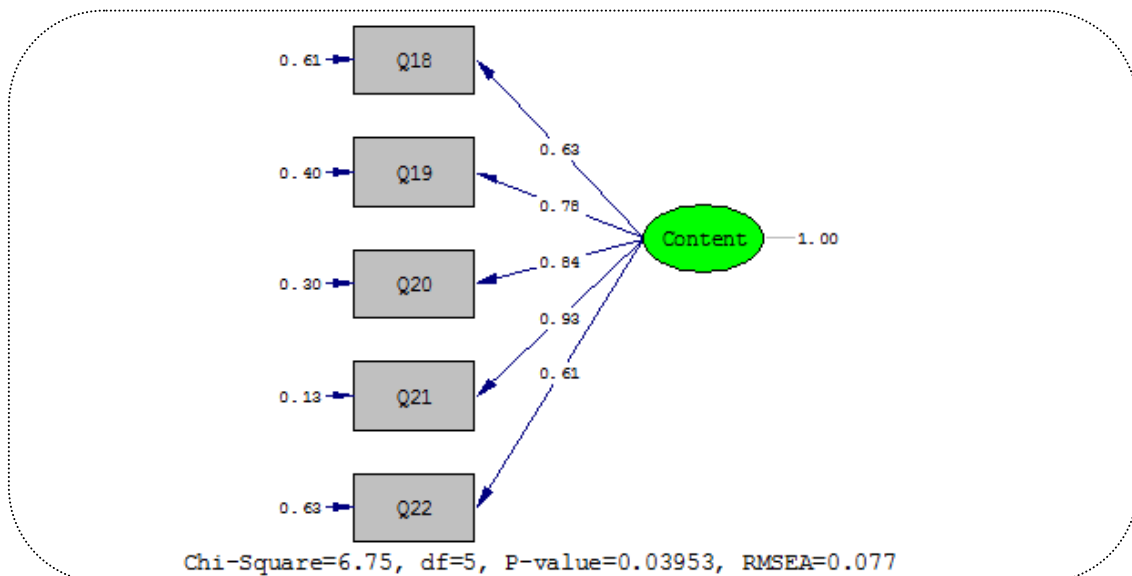 0.61
Q18
0.63
0.40
Q19
0.78
0.84
Content
1.00
0.30
Q20
0.93
0.13
Q21
0.61
0.63
Q22
Chi-Square=6.75, df=5, P-value=0.03953, RMSEA=0.077